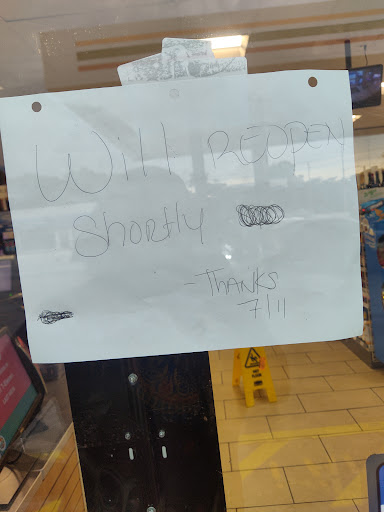 Will REOPEN
Shortly
-THANKS
7/11